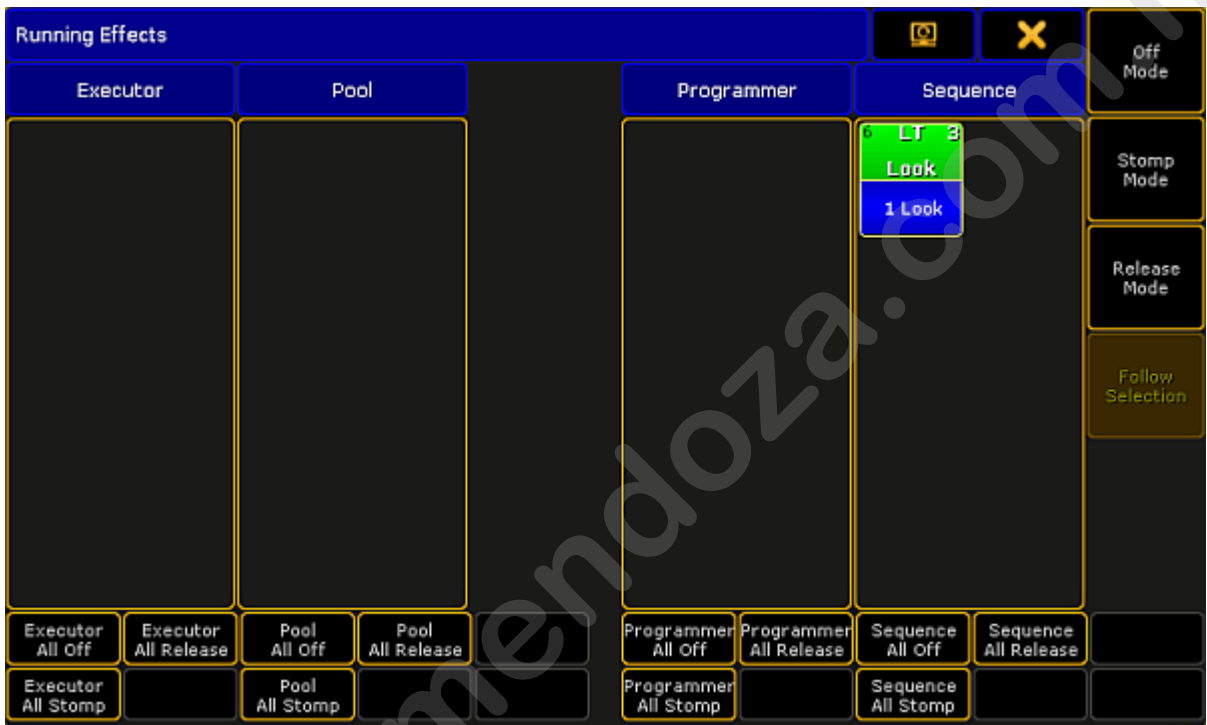 Running Effects
Off
Mode
Executor
Pool
Programmer
Sequence
6 LT 3
Look
1 Look
Stomp
Mode
Release
Mode
Follow
Selection
Executor
All Off
Executor
All Release
Pool
All Off
Pool
All Release
Programmer
All Off
Programmer
All Release
Sequence
All Off
Sequence
All Release
Executor
All Stomp
Pool
All Stomp
Programmer
All Stomp
Sequence
All Stomp
mendoza.com